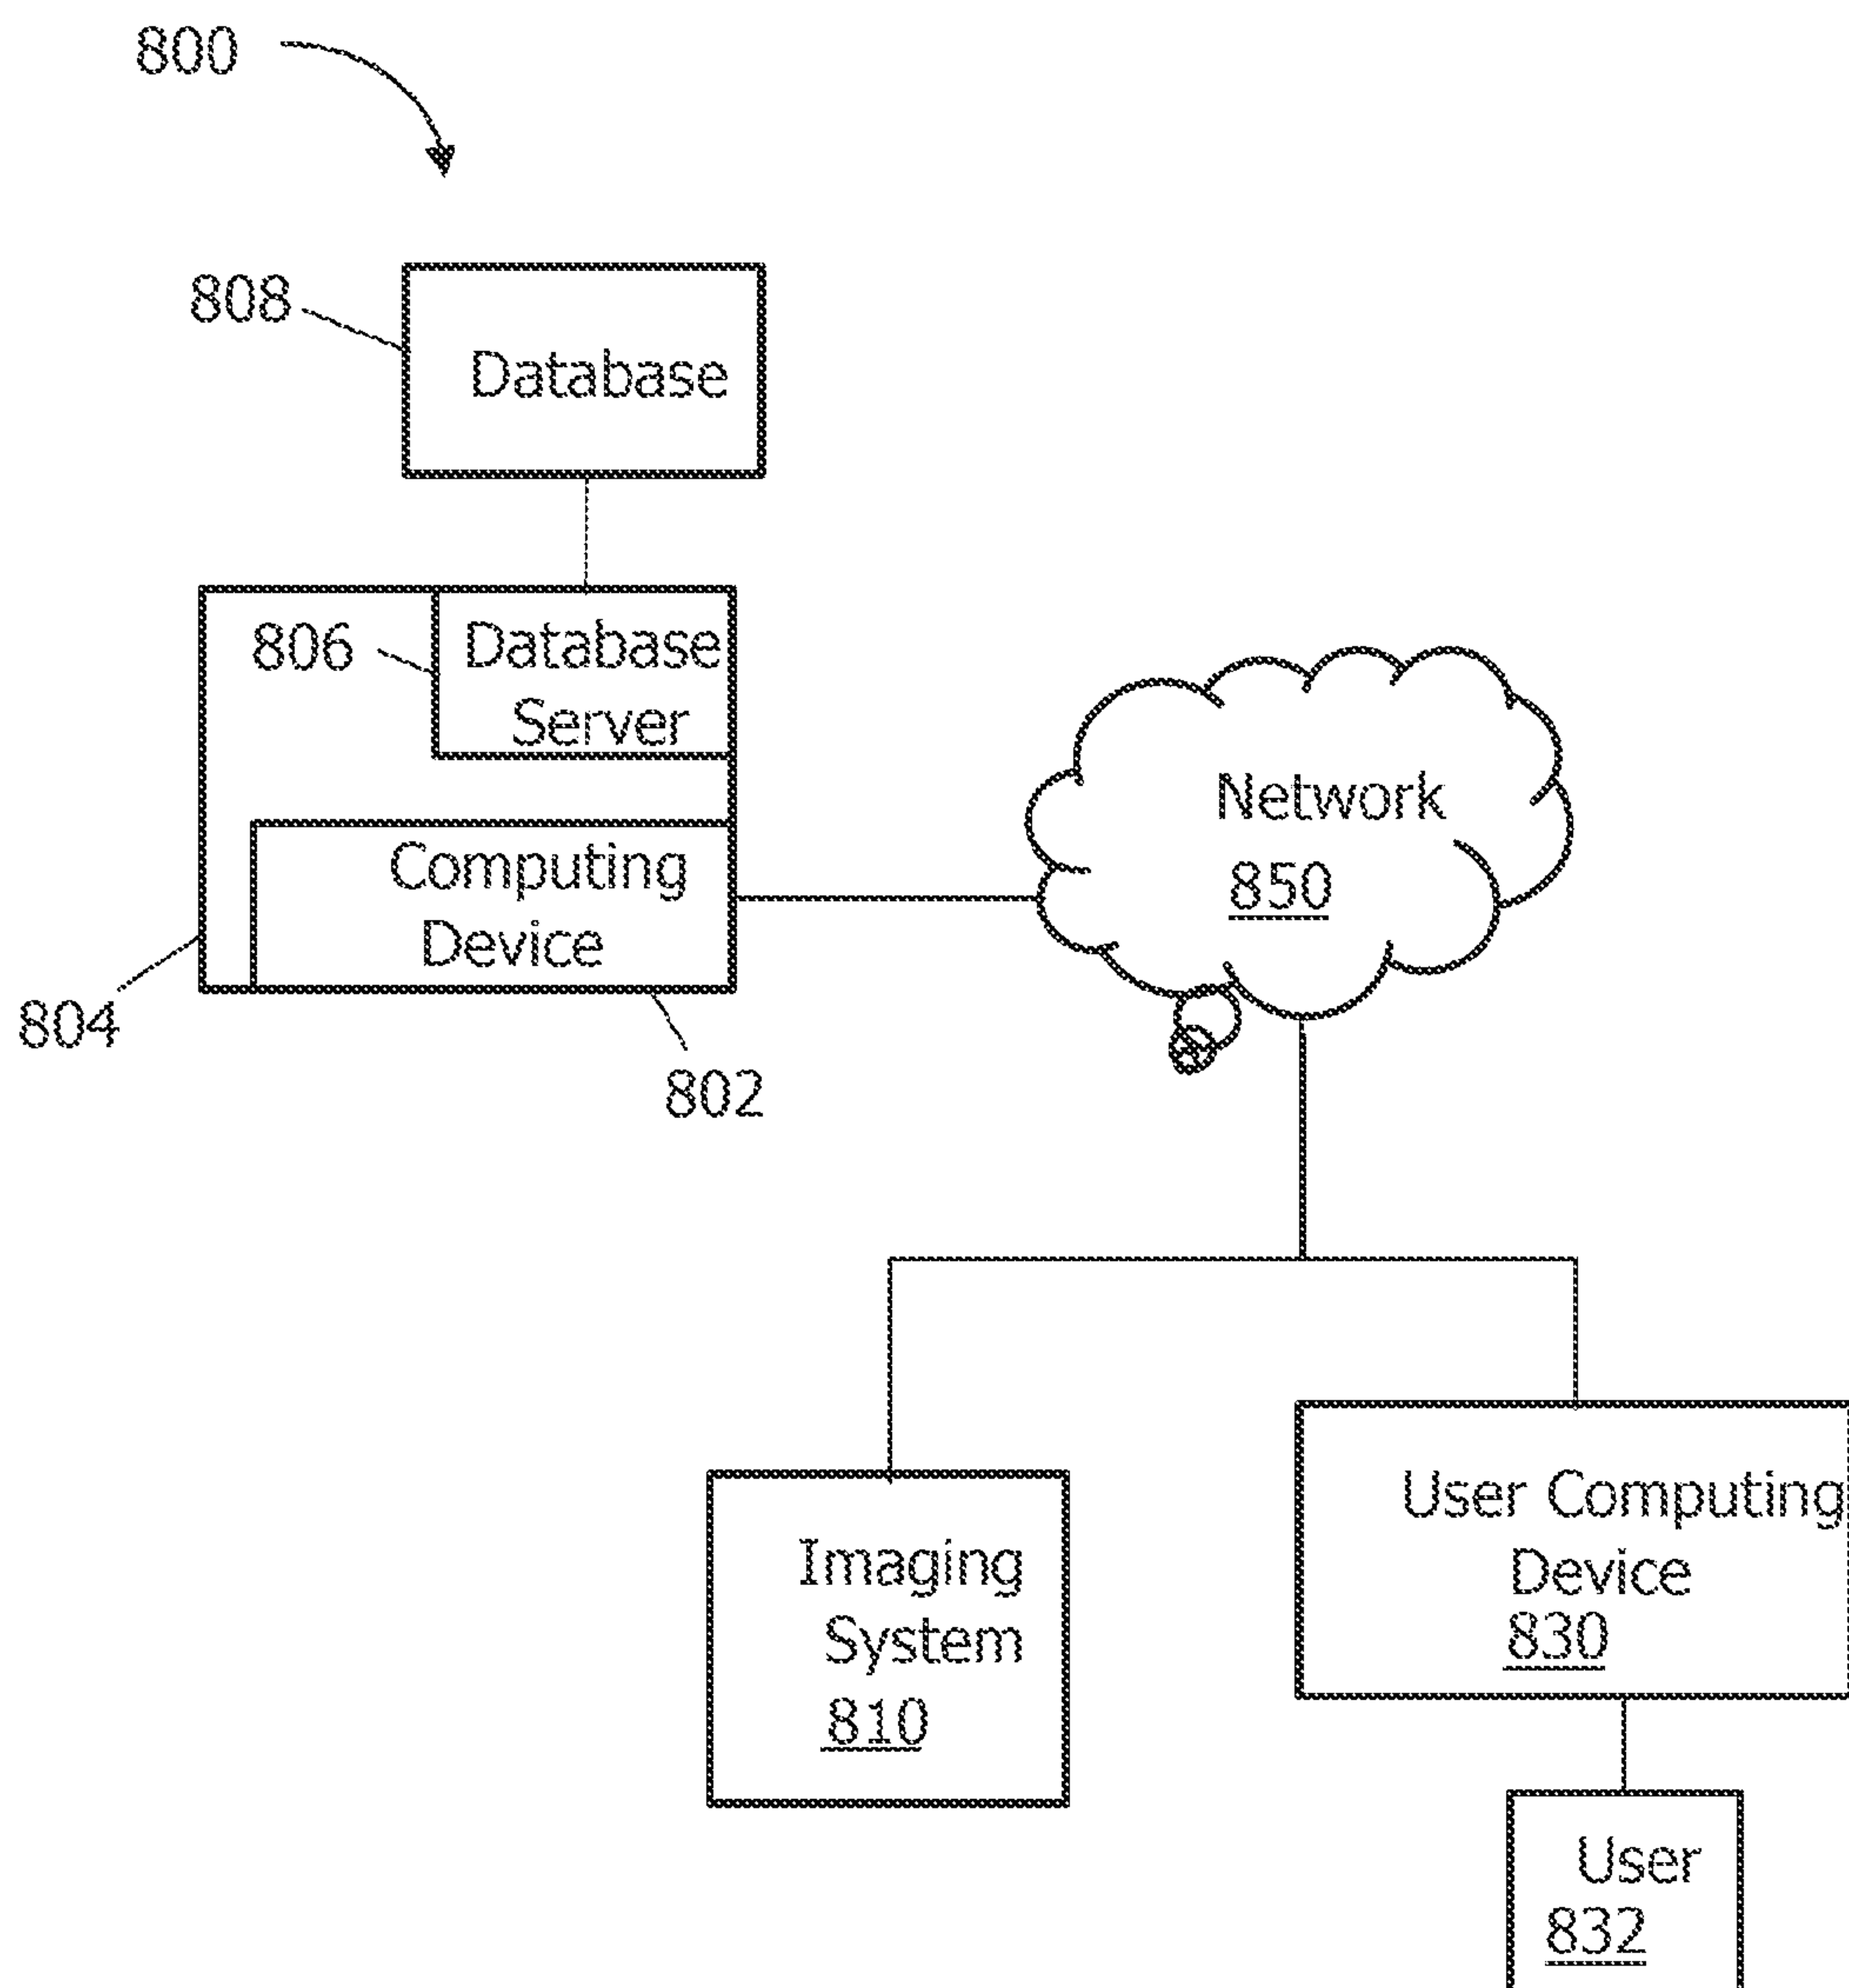 800
808
Database
806
Database
Server
Computing
Device
804
802
Network
850
Imaging
System
810
User Computing
Device
830
User
832